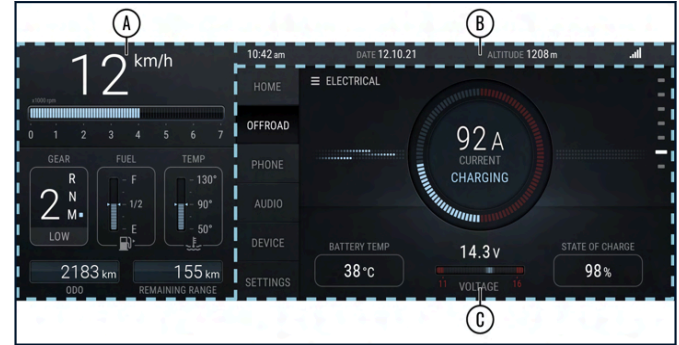 A
B
12 km/h
x1000 rpm
0 1 2 3 4 5 6 7
GEAR FUEL TEMP
R
N
M
2
LOW
F
1/2
E
130°
90°
50°
2183 km
ODO
155 km
REMAINING RANGE
10:42 am DATE 12.10.21 ALTITUDE 1208 m
HOME
OFFROAD
PHONE
AUDIO
DEVICE
SETTINGS
ELECTRICAL
92 A
CURRENT
CHARGING
BATTERY TEMP
38 °C
14.3 V
11 16
VOLTAGE
STATE OF CHARGE
98%
C